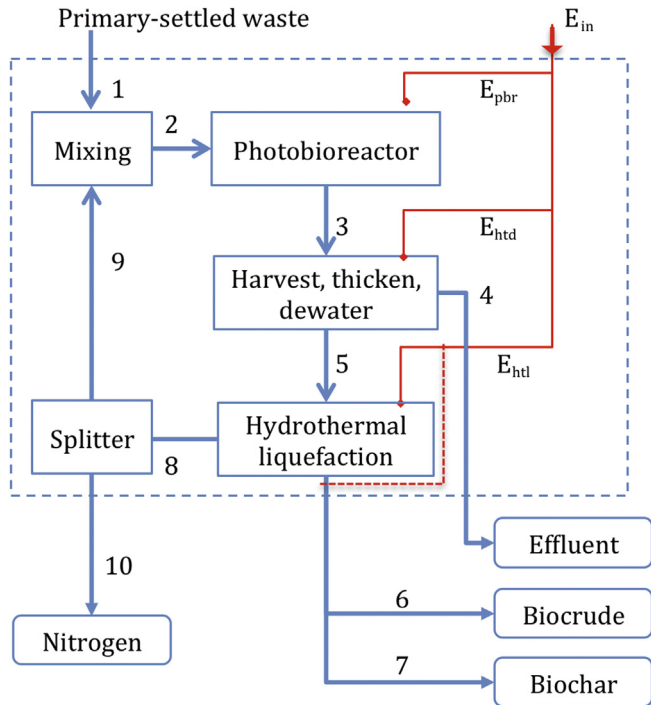 Primary-settled waste
E_in
1
E_pbr
2
Mixing
Photobioreactor
3
E_htd
9
Harvest, thicken,
dewater
4
5
E_htl
Splitter
8
Hydrothermal
liquefaction
10
Effluent
6
Biocrude
Nitrogen
7
Biochar